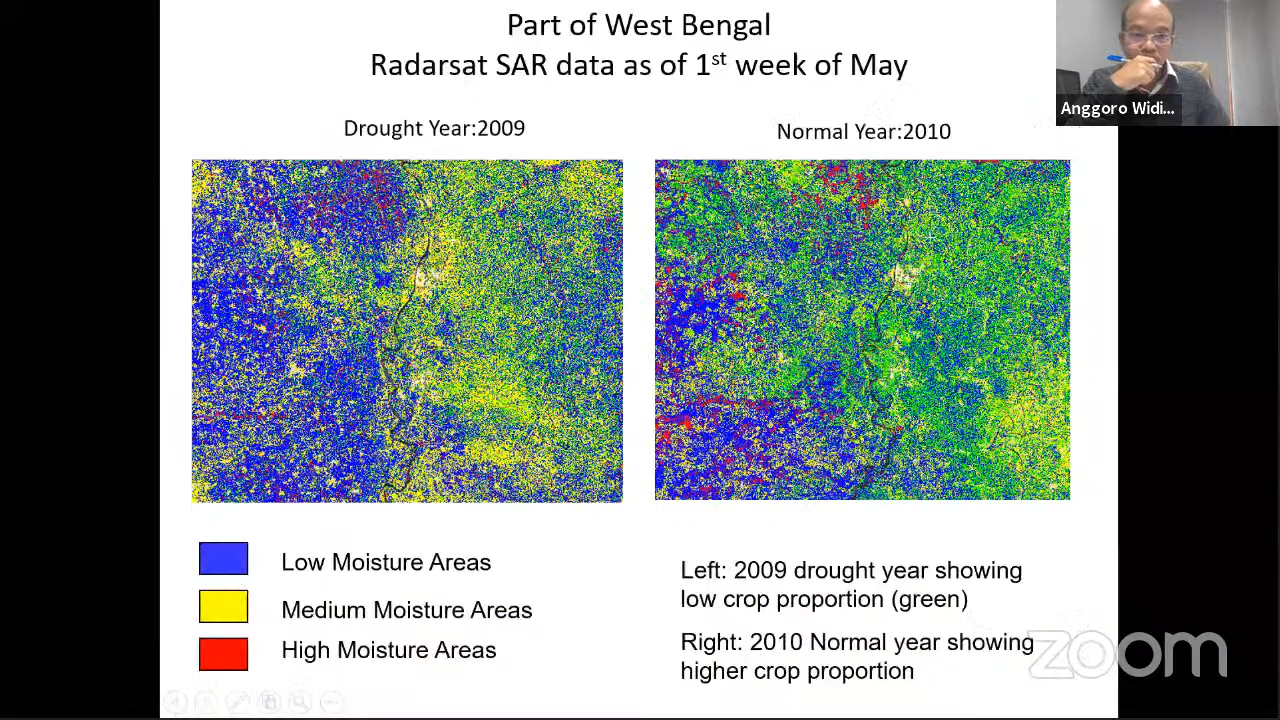 Part of West Bengal
Radarsat SAR data as of 1st week of May
Anggoro Widi...
Drought Year:2009
Normal Year:2010
Low Moisture Areas
Medium Moisture Areas
High Moisture Areas
Left: 2009 drought year showing
low crop proportion (green)
Right: 2010 Normal year showing
higher crop proportion
zoom